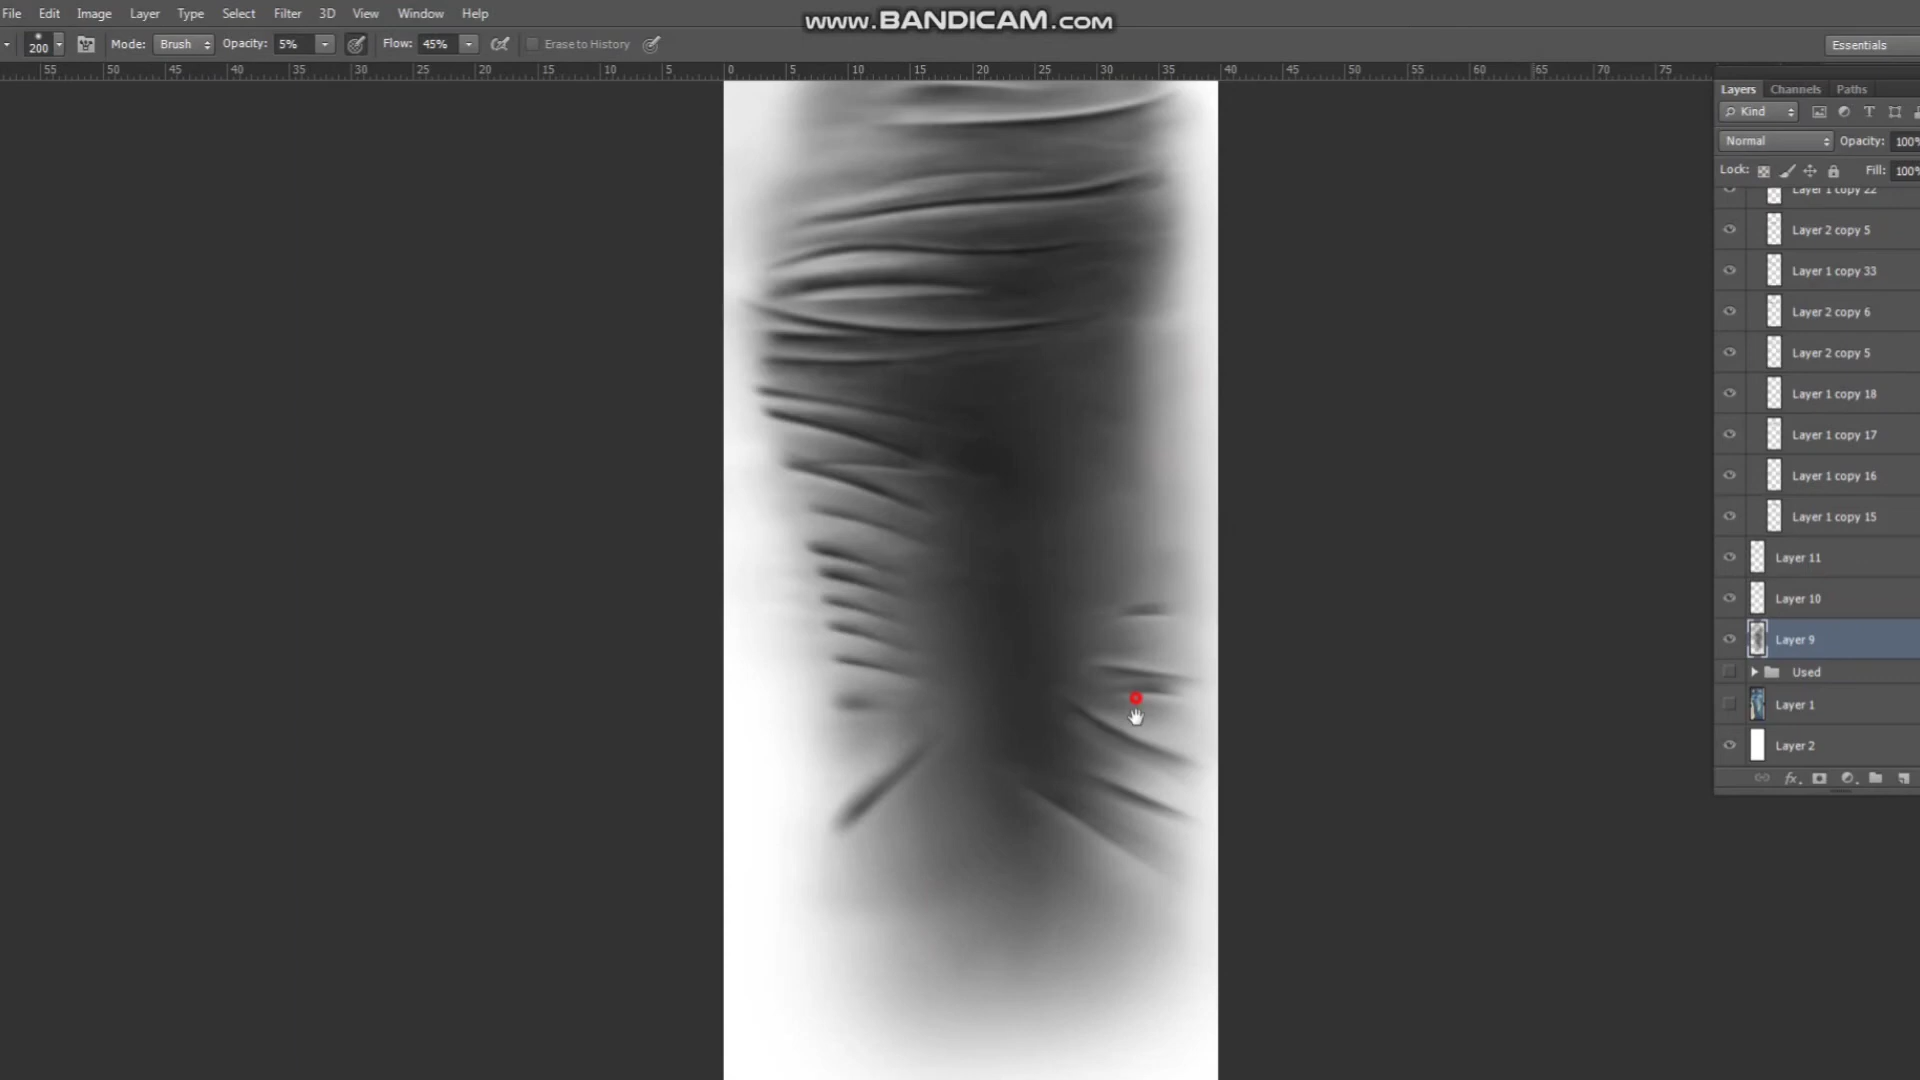 File Edit Image Layer Type Select Filter 3D View Window Help
www.BANDICAM.com
200 Mode: Brush Opacity: 5% Flow: 45% Erase to History
Essentials
55 50 45 40 35 30 25 20 15 10 5 0 5 10 15 20 25 30 35 40 45 50 55 60 65 70 75
Layers Channels Paths
Kind
Normal Opacity: 100%
Lock: Fill: 100%
Layer 1 copy 22
Layer 2 copy 5
Layer 1 copy 33
Layer 2 copy 6
Layer 2 copy 5
Layer 1 copy 18
Layer 1 copy 17
Layer 1 copy 16
Layer 1 copy 15
Layer 11
Layer 10
Layer 9
Used
Layer 1
Layer 2
fx